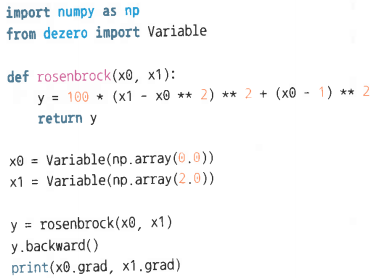 import numpy as np
from dezero import Variable

def rosenbrock(x0, x1):
    y = 100 * (x1 - x0 ** 2) ** 2 + (x0 - 1) ** 2
    return y

x0 = Variable(np.array(0.0))
x1 = Variable(np.array(2.0))

y = rosenbrock(x0, x1)
y.backward()
print(x0.grad, x1.grad)